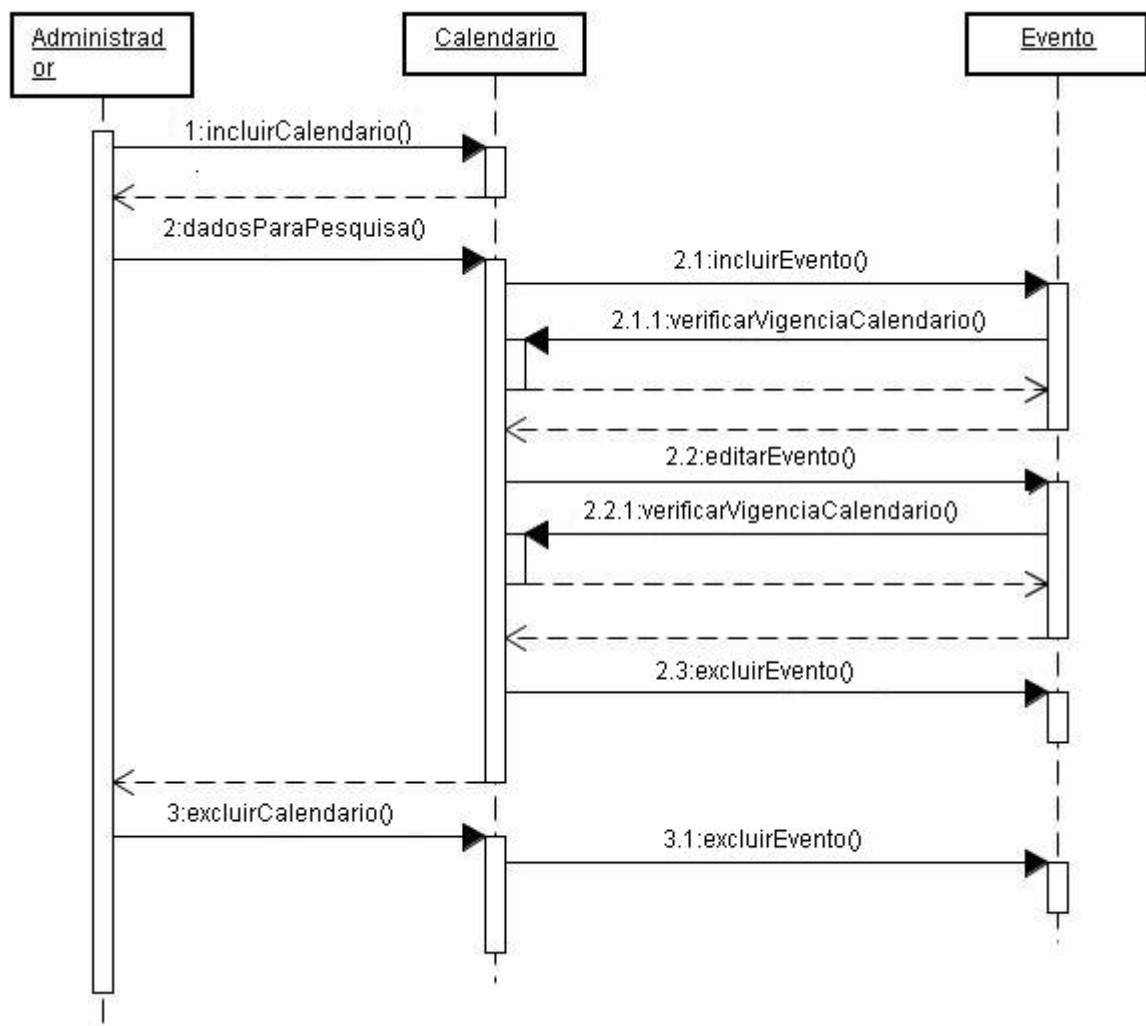 Administrad
or
Calendario
Evento
1:incluirCalendario()
2:dadosParaPesquisa()
2.1:incluirEvento()
2.1.1:verificarVigenciaCalendario()
2.2:editarEvento()
2.2.1:verificarVigenciaCalendario()
2.3:excluirEvento()
3:excluirCalendario()
3.1:excluirEvento()